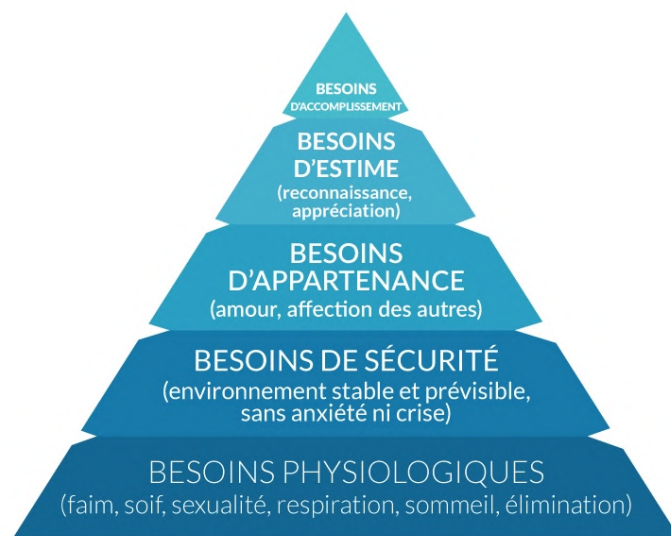 BESOINS
D'ACCOMPLISSEMENT
BESOINS
D'ESTIME
(reconnaissance,
appréciation)
BESOINS
D'APPARTENANCE
(amour, affection des autres)
BESOINS DE SÉCURITÉ
(environnement stable et prévisible,
sans anxiété ni crise)
BESOINS PHYSIOLOGIQUES
(faim, soif, sexualité, respiration, sommeil, élimination)